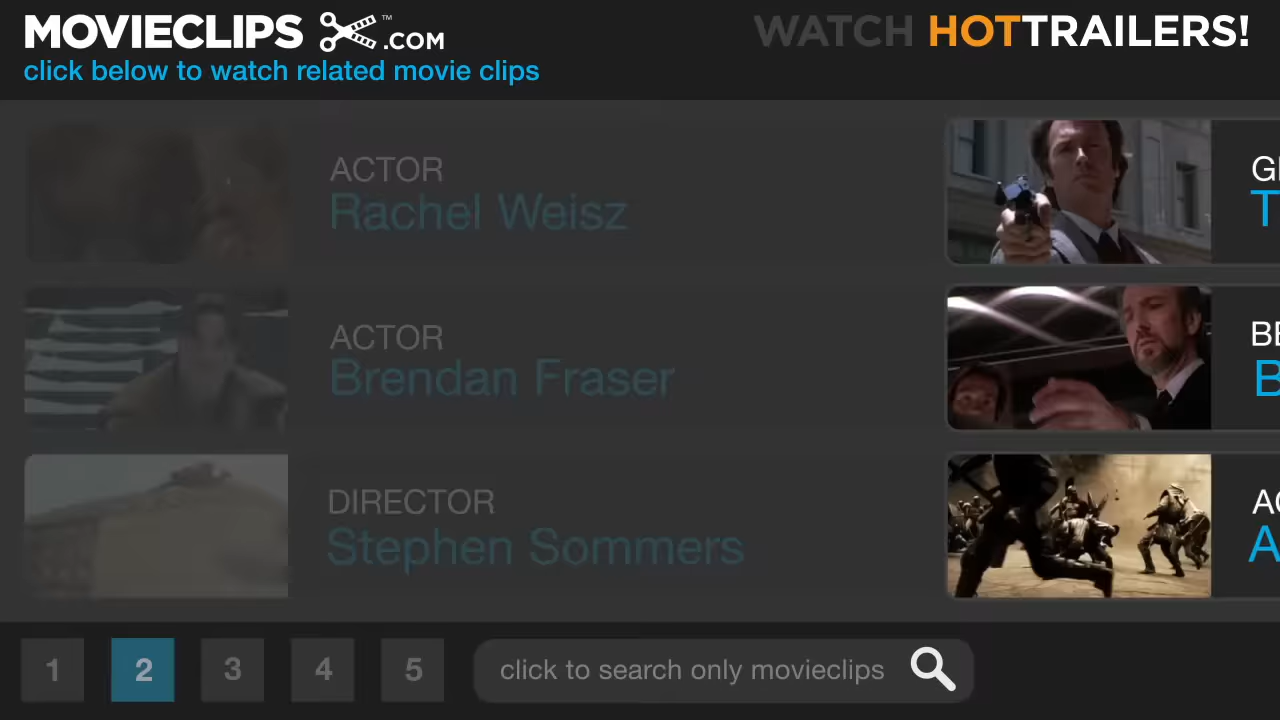 MOVIECLIPS ™ .COM
WATCH HOTTRAILERS!
click below to watch related movie clips
ACTOR
Rachel Weisz
ACTOR
Brendan Fraser
DIRECTOR
Stephen Sommers
T
B
A
1 2 3 4 5
click to search only movieclips